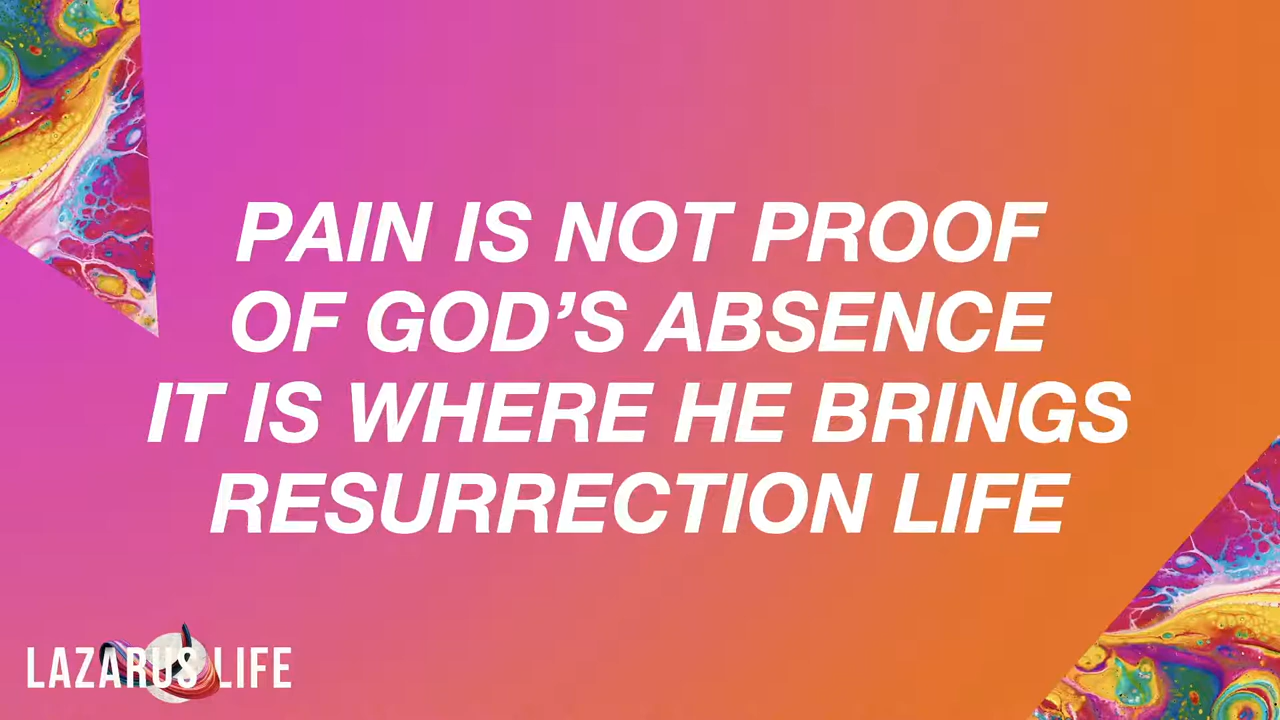 PAIN IS NOT PROOF
OF GOD’S ABSENCE
IT IS WHERE HE BRINGS
RESURRECTION LIFE
LAZARUS LIFE